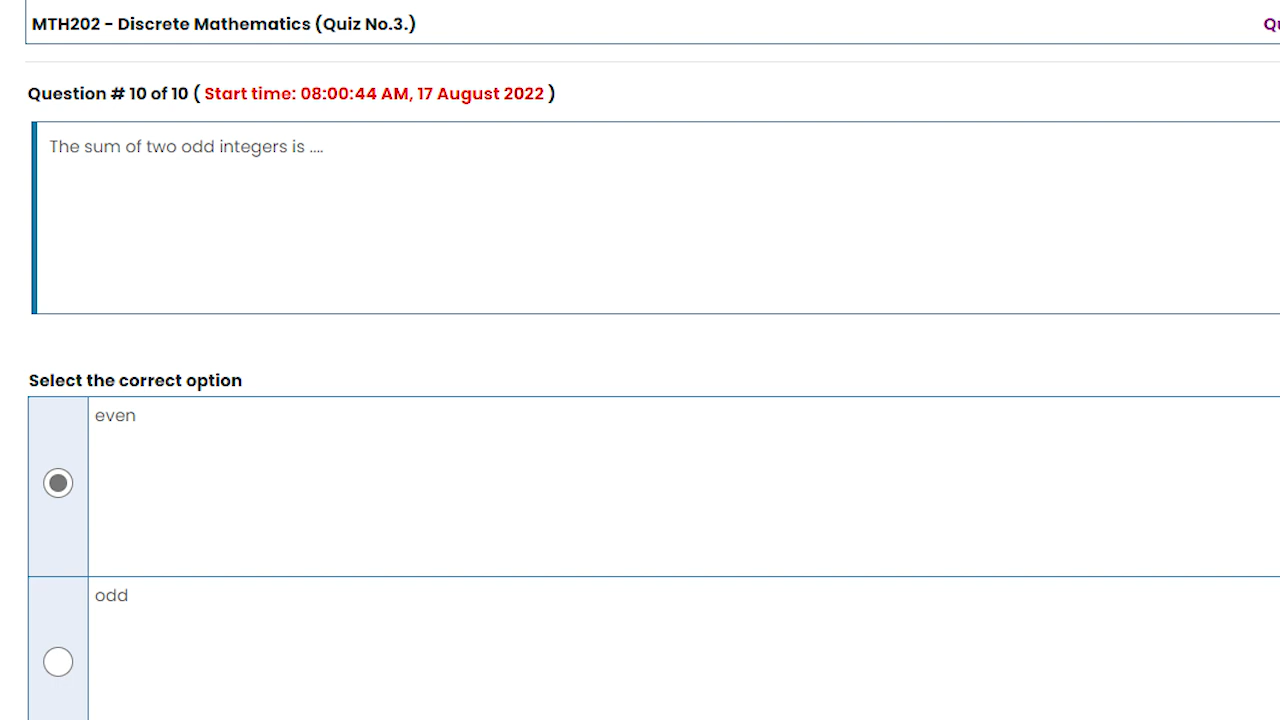 MTH202 - Discrete Mathematics (Quiz No.3.)
Question # 10 of 10 ( Start time: 08:00:44 AM, 17 August 2022 )
The sum of two odd integers is ....
Select the correct option
even
odd